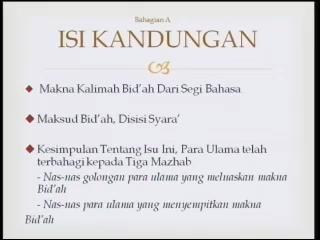 Bahagian A
ISI KANDUNGAN
Makna Kalimah Bid'ah Dari Segi Bahasa
Maksud Bid'ah, Disisi Syara'
Kesimpulan Tentang Isu Ini, Para Ulama telah
terbahagi kepada Tiga Mazhab
- Nas-nas golongan para ulama yang meluaskan makna
Bid'ah
- Nas-nas para ulama yang menyempitkan makna
Bid'ah